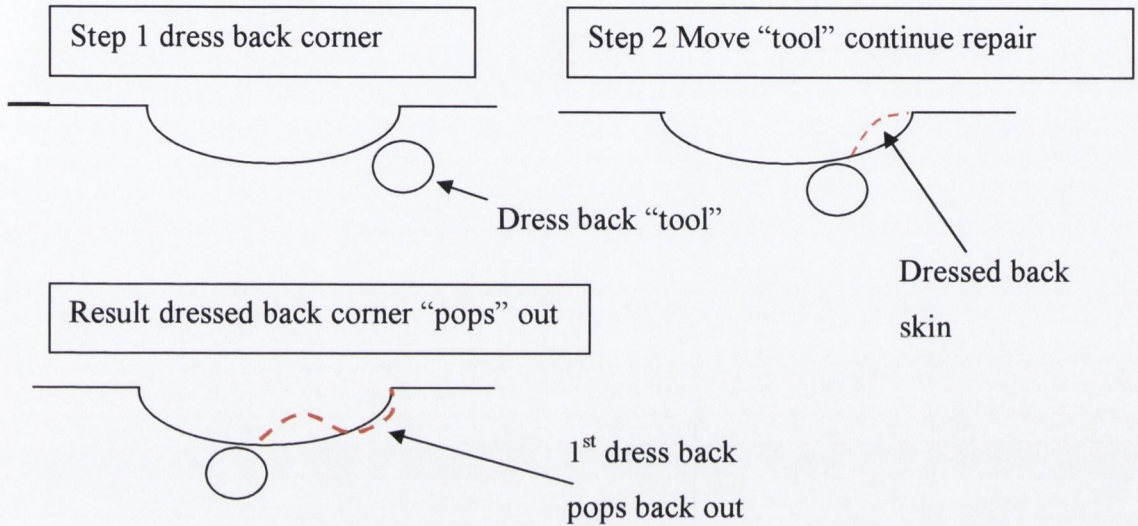 Step 1 dress back corner
Step 2 Move “tool” continue repair
Dress back “tool”
Dressed back
skin
Result dressed back corner “pops” out
1st dress back
pops back out